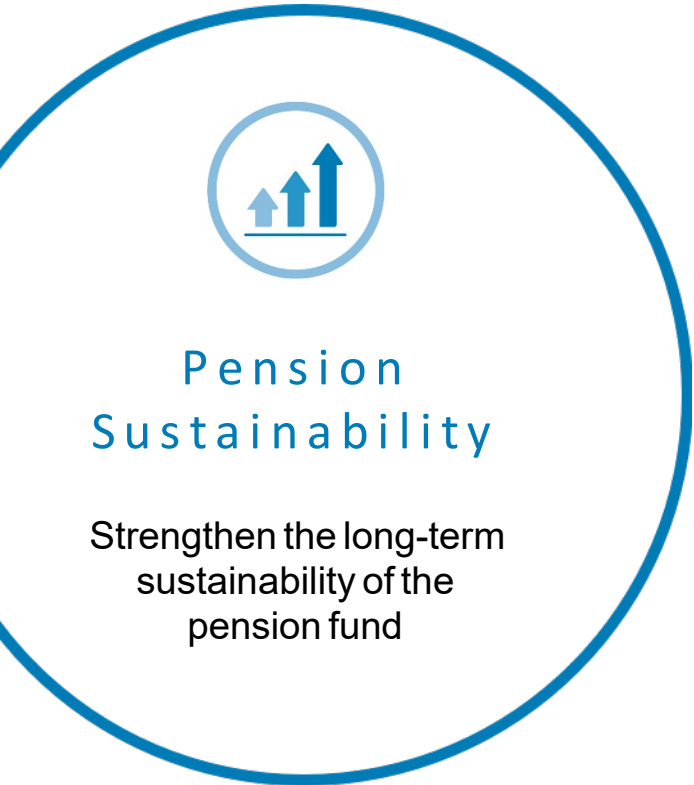 Pension
Sustainability
Strengthen the long-term
sustainability of the
pension fund